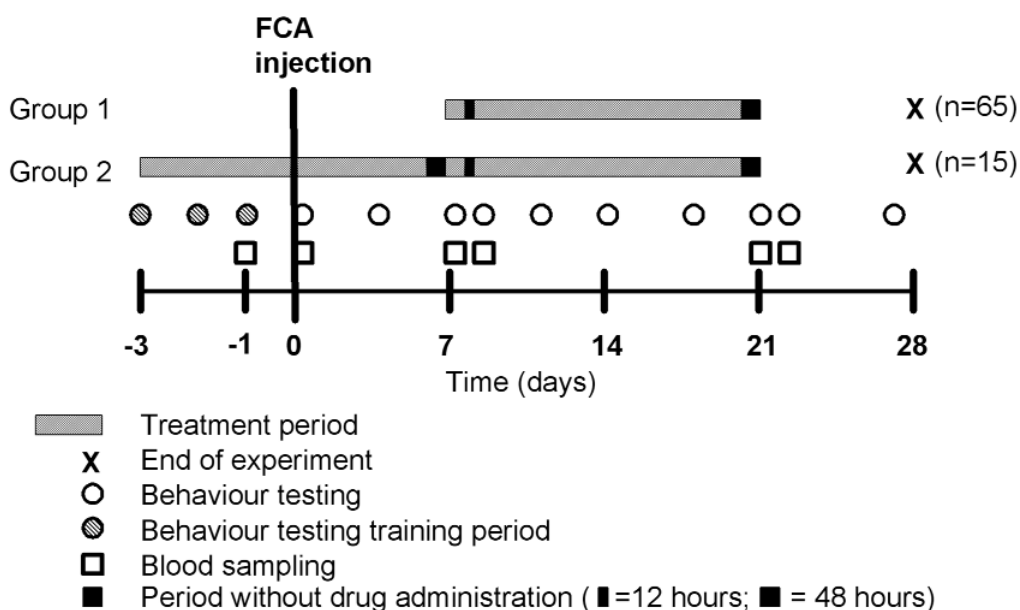 FCA
injection
Group 1
X (n=65)
Group 2
X (n=15)
-3 -1 0 7 14 21 28
Time (days)
Treatment period
X End of experiment
Behaviour testing
Behaviour testing training period
Blood sampling
Period without drug administration ( =12 hours; = 48 hours)